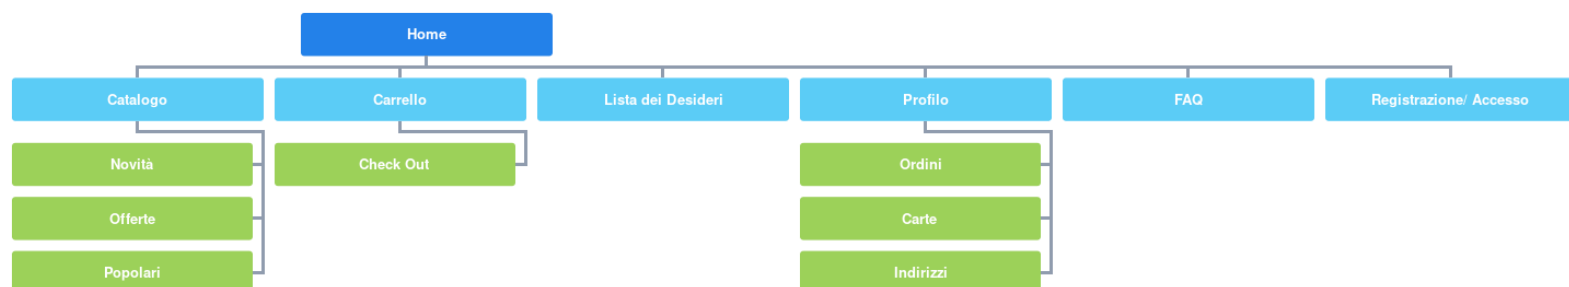 Home
Catalogo
Carrello
Lista dei Desideri
Profilo
FAQ
Registrazione/ Accesso
Novità
Check Out
Ordini
Offerte
Carte
Popolari
Indirizzi